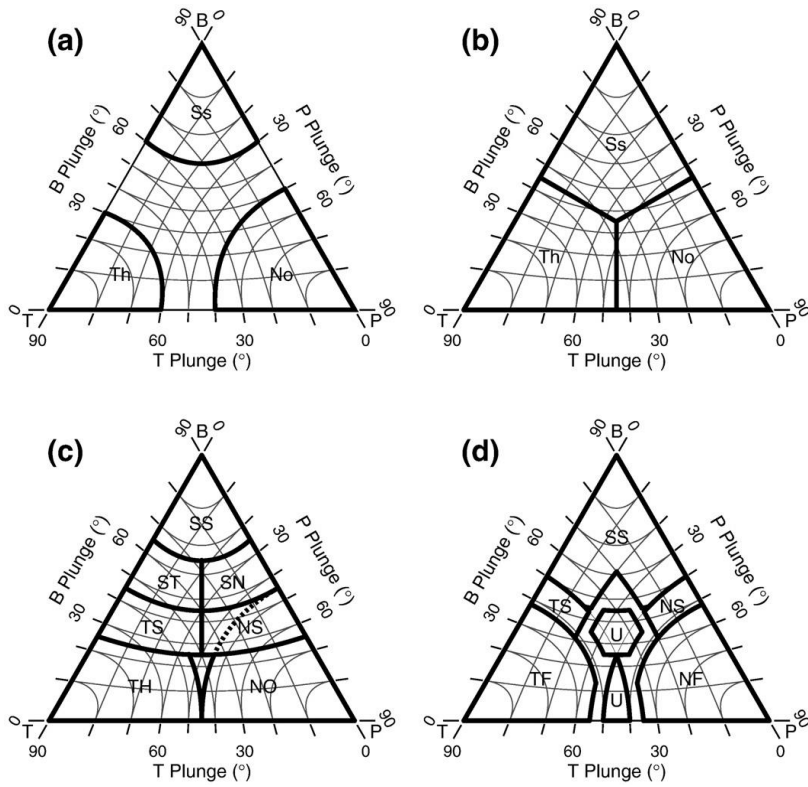 (a)
90 B 0
B Plunge (°)
P Plunge (°)
60
30
30
60
Ss
Th
No
0 T
P 90
90
60
30
0
T Plunge (°)
(b)
90 B 0
B Plunge (°)
P Plunge (°)
60
30
30
60
Ss
Th
No
0 T
P 90
90
60
30
0
T Plunge (°)
(c)
90 B 0
B Plunge (°)
P Plunge (°)
60
30
30
60
SS
ST SN
TS NS
TH NO
0 T
P 90
90
60
30
0
T Plunge (°)
(d)
90 B 0
B Plunge (°)
P Plunge (°)
60
30
30
60
SS
TS NS
U
TF NF
U
0 T
P 90
90
60
30
0
T Plunge (°)